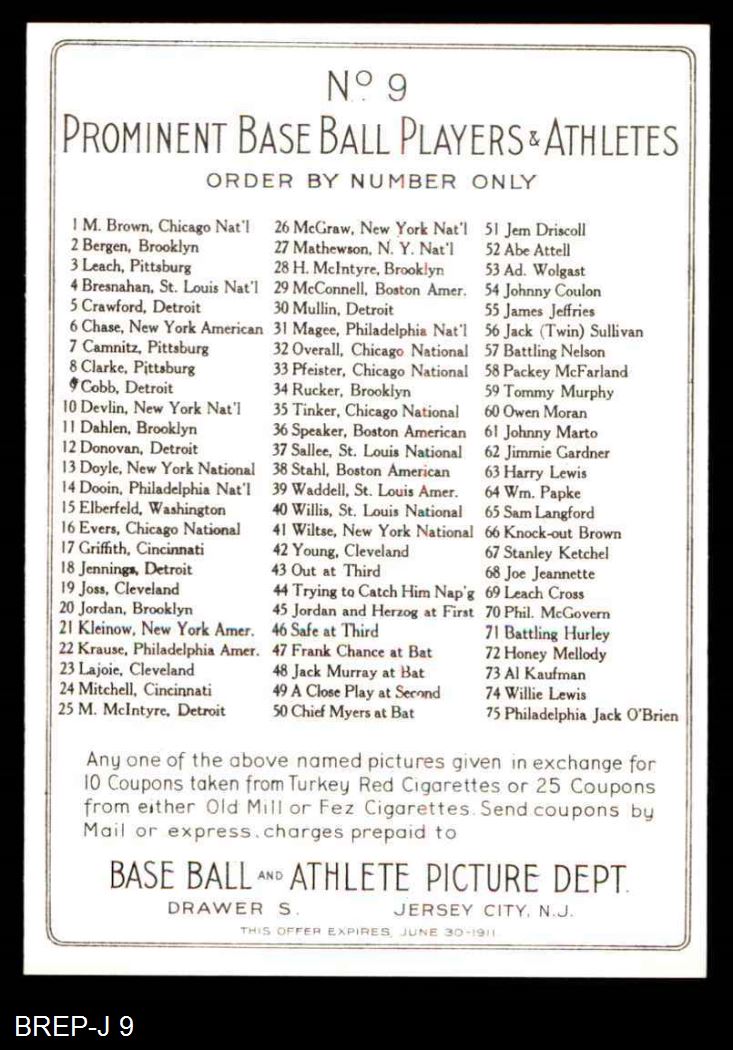 Nº 9
PROMINENT BASE BALL PLAYERS & ATHLETES
ORDER BY NUMBER ONLY
1 M. Brown, Chicago Nat'l
2 Bergen, Brooklyn
3 Leach, Pittsburg
4 Bresnahan, St. Louis Nat'l
5 Crawford, Detroit
6 Chase, New York American
7 Camnitz, Pittsburg
8 Clarke, Pittsburg
9 Cobb, Detroit
10 Devlin, New York Nat'l
11 Dahlen, Brooklyn
12 Donovan, Detroit
13 Doyle, New York National
14 Dooin, Philadelphia Nat'l
15 Elberfeld, Washington
16 Evers, Chicago National
17 Griffith, Cincinnati
18 Jennings, Detroit
19 Joss, Cleveland
20 Jordan, Brooklyn
21 Kleinow, New York Amer.
22 Krause, Philadelphia Amer.
23 Lajoie, Cleveland
24 Mitchell, Cincinnati
25 M. McIntyre, Detroit
26 McGraw, New York Nat'l
27 Mathewson, N. Y. Nat'l
28 H. McIntyre, Brooklyn
29 McConnell, Boston Amer.
30 Mullin, Detroit
31 Magee, Philadelphia Nat'l
32 Overall, Chicago National
33 Pfeister, Chicago National
34 Rucker, Brooklyn
35 Tinker, Chicago National
36 Speaker, Boston American
37 Sallee, St. Louis National
38 Stahl, Boston American
39 Waddell, St. Louis Amer.
40 Willis, St. Louis National
41 Wiltse, New York National
42 Young, Cleveland
43 Out at Third
44 Trying to Catch Him Nap'g
45 Jordan and Herzog at First
46 Safe at Third
47 Frank Chance at Bat
48 Jack Murray at Bat
49 A Close Play at Second
50 Chief Myers at Bat
51 Jem Driscoll
52 Abe Attell
53 Ad. Wolgast
54 Johnny Coulon
55 James Jeffries
56 Jack (Twin) Sullivan
57 Battling Nelson
58 Packey McFarland
59 Tommy Murphy
60 Owen Moran
61 Johnny Marto
62 Jimmie Gardner
63 Harry Lewis
64 Wm. Papke
65 Sam Langford
66 Knock-out Brown
67 Stanley Ketchel
68 Joe Jeannette
69 Leach Cross
70 Phil. McGovern
71 Battling Hurley
72 Honey Mellody
73 Al Kaufman
74 Willie Lewis
75 Philadelphia Jack O'Brien
Any one of the above named pictures given in exchange for
10 Coupons taken from Turkey Red Cigarettes or 25 Coupons
from either Old Mill or Fez Cigarettes. Send coupons by
Mail or express, charges prepaid to
BASE BALL AND ATHLETE PICTURE DEPT.
DRAWER S. JERSEY CITY, N.J.
THIS OFFER EXPIRES, JUNE 30-1911.
BREP-J 9